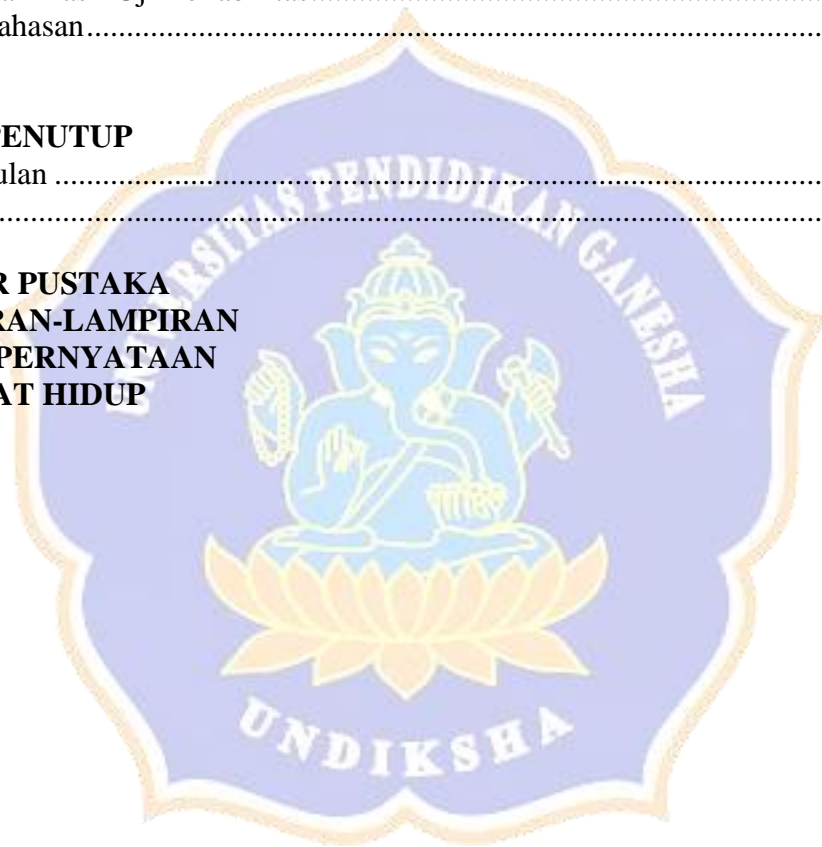 ahasan........................................................................................................
PENUTUP
ulan ............................................................................................................
....................................................................................................................
R PUSTAKA
RAN-LAMPIRAN
PERNYATAAN
AT HIDUP
UNIVERSITAS PENDIDIKAN GANESHA
UNDIKSHA